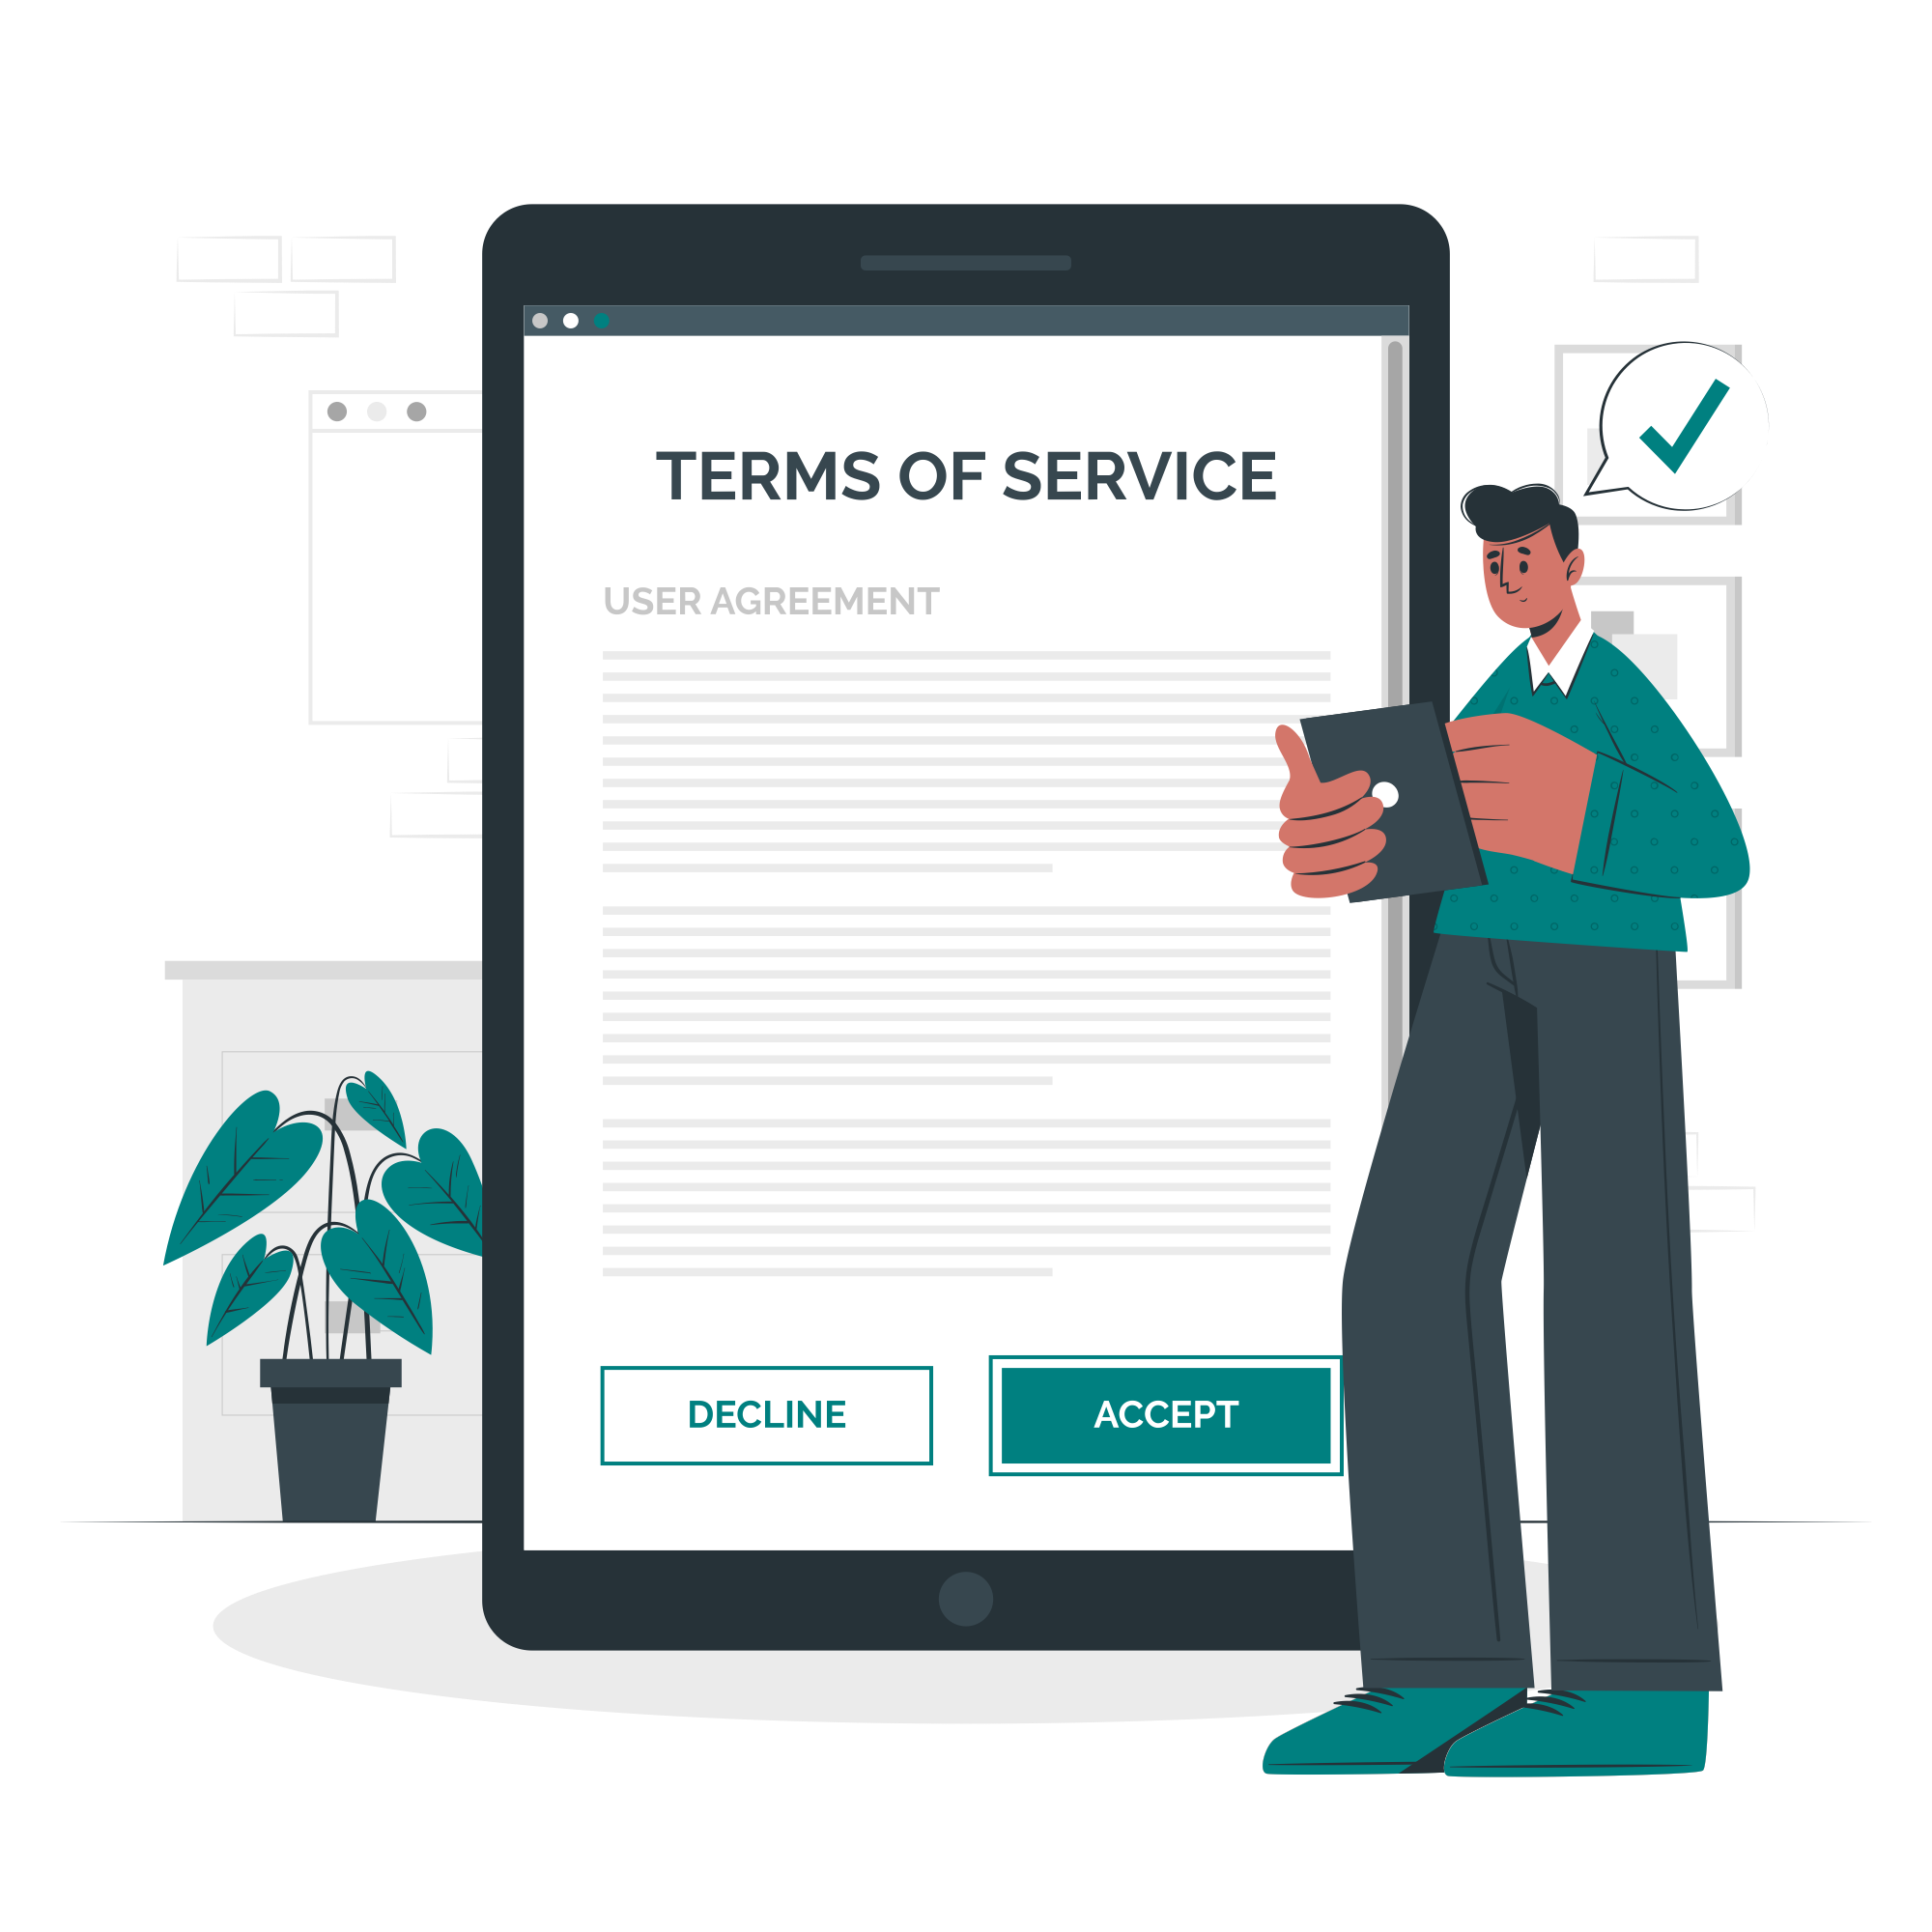 TERMS OF SERVICE
USER AGREEMENT
DECLINE
ACCEPT